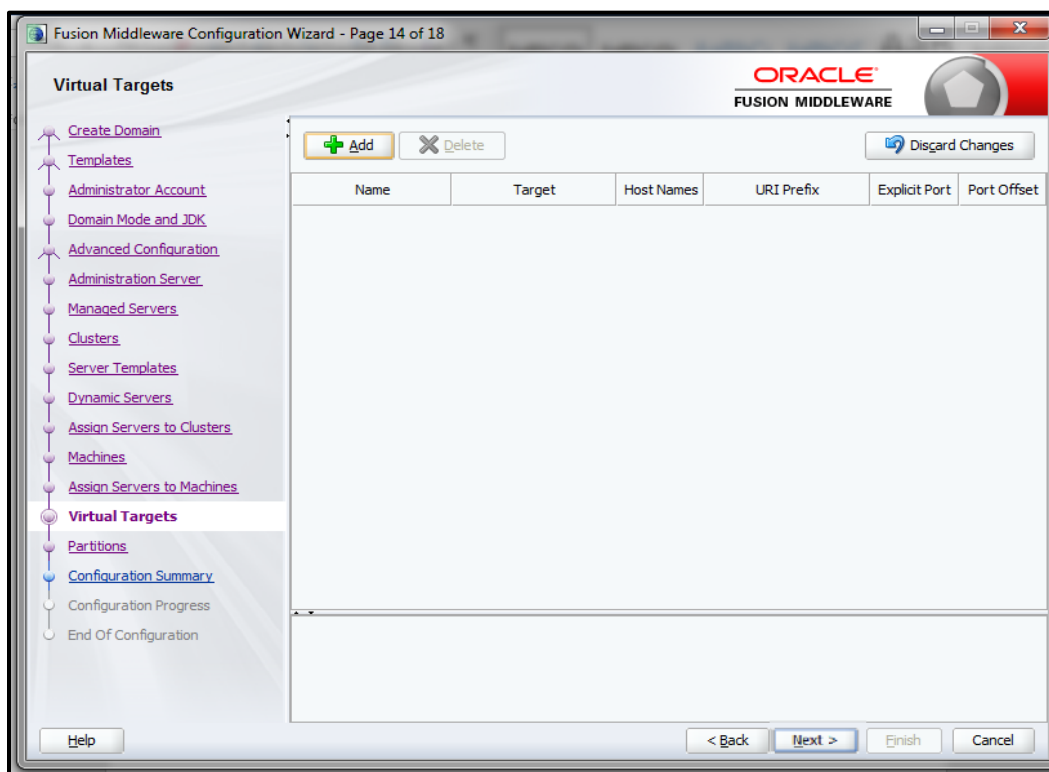 Fusion Middleware Configuration Wizard - Page 14 of 18
Virtual Targets
ORACLE
FUSION MIDDLEWARE
Create Domain
Templates
Administrator Account
Domain Mode and JDK
Advanced Configuration
Administration Server
Managed Servers
Clusters
Server Templates
Dynamic Servers
Assign Servers to Clusters
Machines
Assign Servers to Machines
Virtual Targets
Partitions
Configuration Summary
Configuration Progress
End Of Configuration
Add Delete Discard Changes
Name Target Host Names URI Prefix Explicit Port Port Offset
Help < Back Next > Finish Cancel